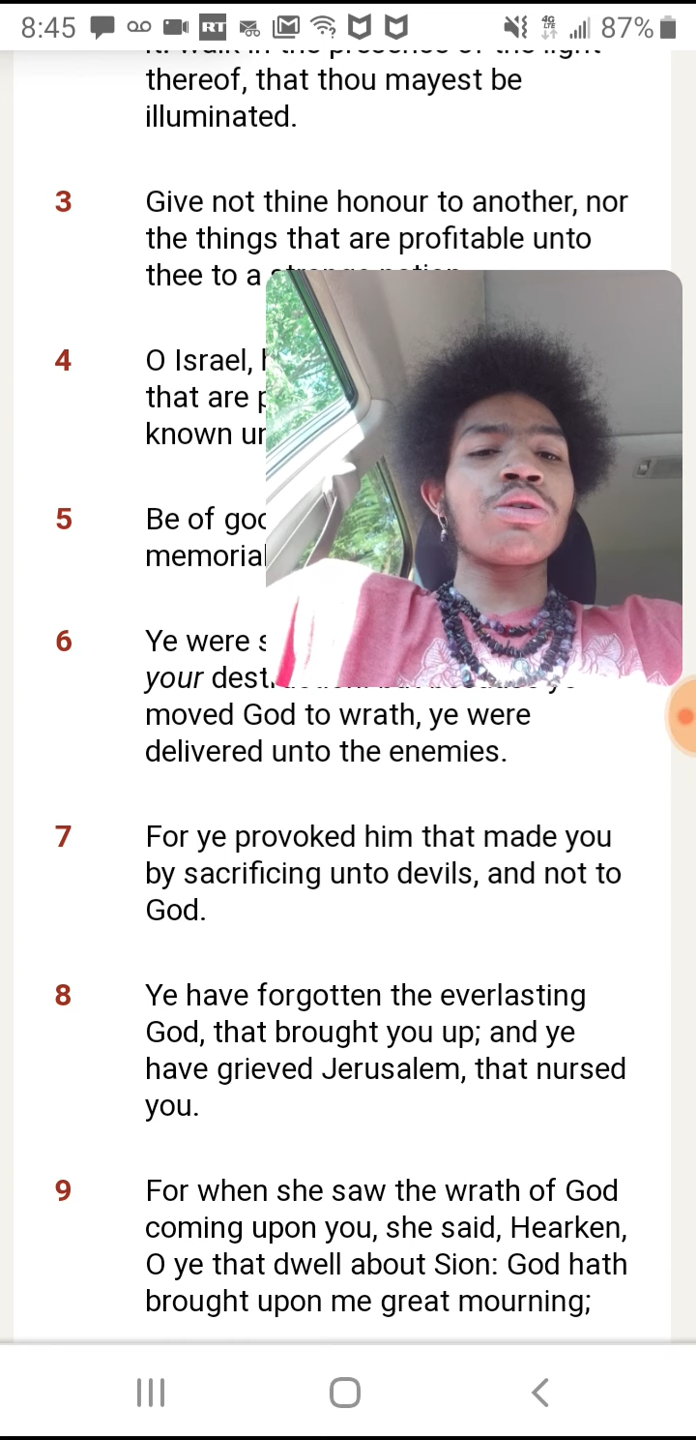 8:45 RT 4G LTE 87%
thereof, that thou mayest be
illuminated.
3 Give not thine honour to another, nor
the things that are profitable unto
thee to a
4 O Israel,
that are
known
5 Be of
memorial
6 Ye were
your
moved God to wrath, ye were
delivered unto the enemies.
7 For ye provoked him that made you
by sacrificing unto devils, and not to
God.
8 Ye have forgotten the everlasting
God, that brought you up; and ye
have grieved Jerusalem, that nursed
you.
9 For when she saw the wrath of God
coming upon you, she said, Hearken,
O ye that dwell about Sion: God hath
brought upon me great mourning;